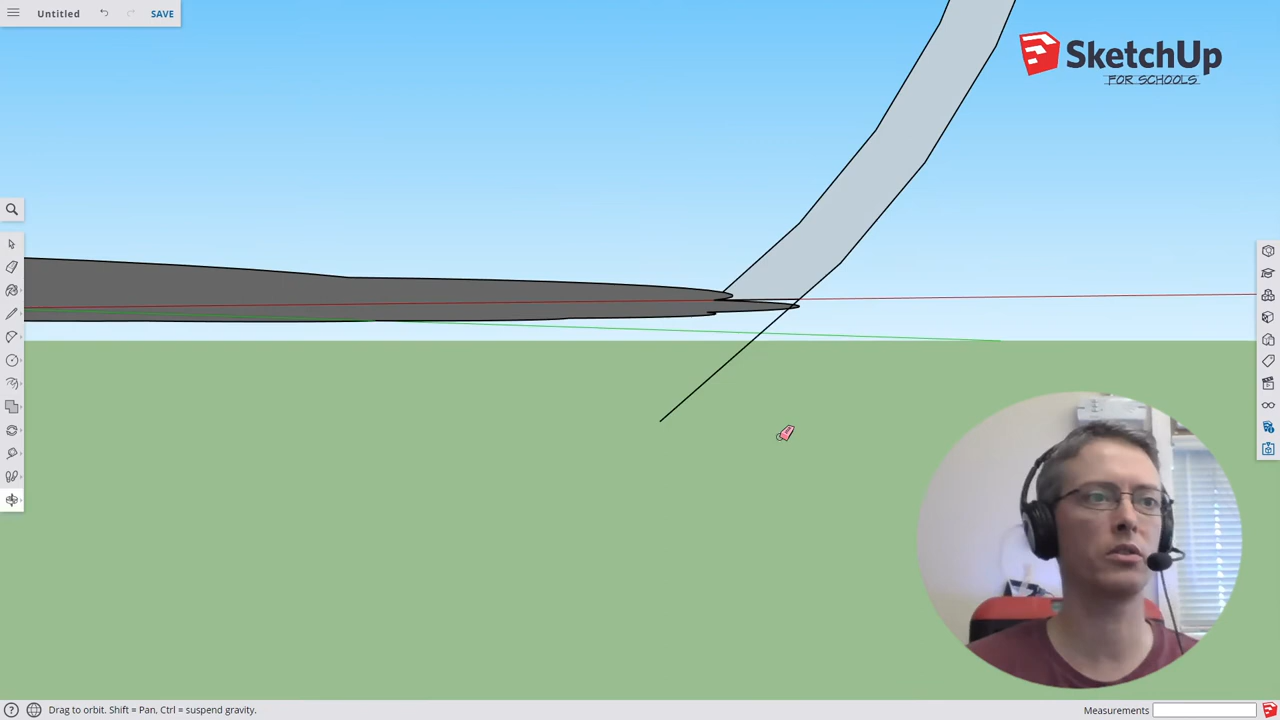 Untitled
SAVE
SketchUp
FOR SCHOOLS
Drag to orbit. Shift = Pan, Ctrl = suspend gravity.
Measurements